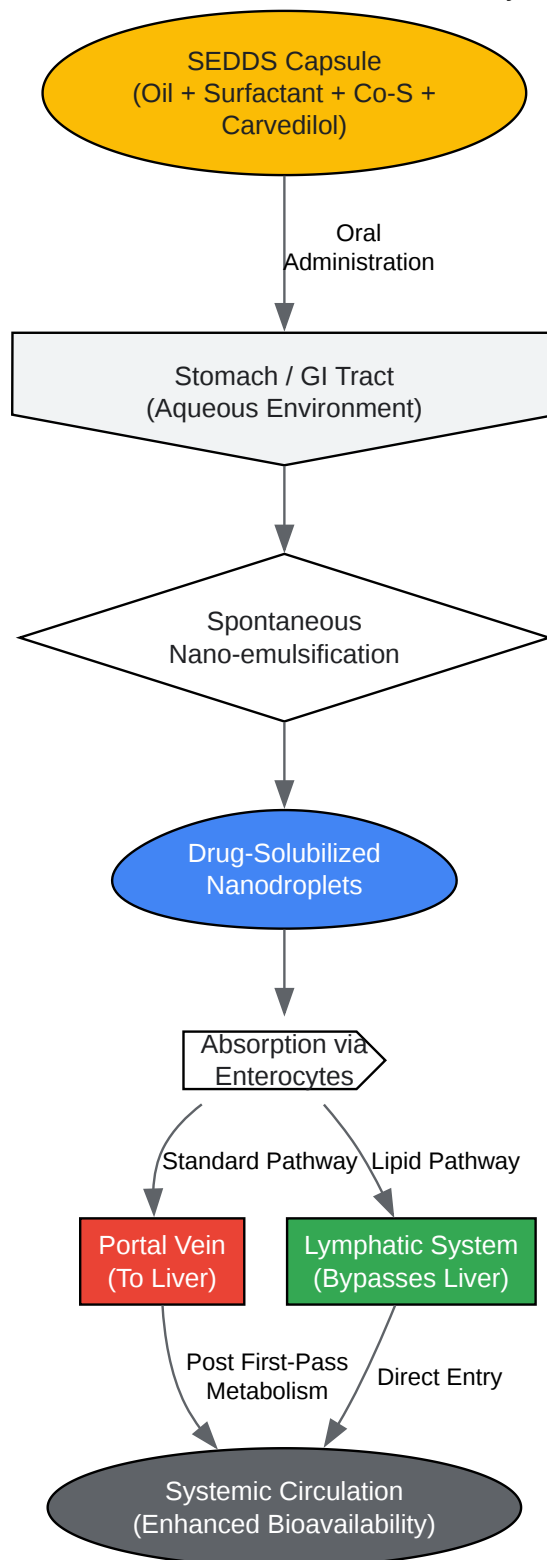 SEDDS Capsule
(Oil + Surfactant + Co-S +
Carvedilol)
Oral
Administration
Stomach / GI Tract
(Aqueous Environment)
Spontaneous
Nano-emulsification
Drug-Solubilized
Nanodroplets
Absorption via
Enterocytes
Standard Pathway
Lipid Pathway
Portal Vein
(To Liver)
Lymphatic System
(Bypasses Liver)
Post First-Pass
Metabolism
Direct Entry
Systemic Circulation
(Enhanced Bioavailability)